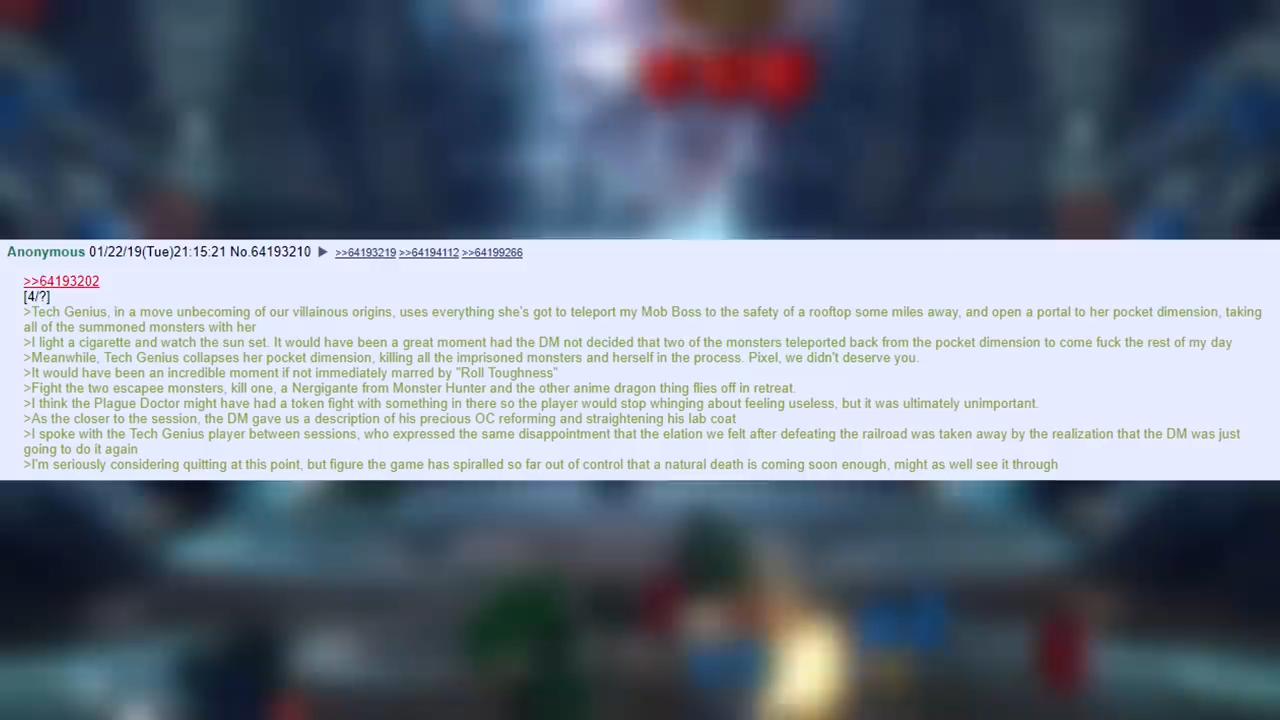 Anonymous 01/22/19(Tue)21:15:21 No.64193210 ▶ >>64193219 >>64194112 >>64199266
>>64193202
[4/?]
>Tech Genius, in a move unbecoming of our villainous origins, uses everything she's got to teleport my Mob Boss to the safety of a rooftop some miles away, and open a portal to her pocket dimension, taking
all of the summoned monsters with her
>I light a cigarette and watch the sun set. It would have been a great moment had the DM not decided that two of the monsters teleported back from the pocket dimension to come fuck the rest of my day
>Meanwhile, Tech Genius collapses her pocket dimension, killing all the imprisoned monsters and herself in the process. Pixel, we didn't deserve you.
>It would have been an incredible moment if not immediately marred by "Roll Toughness"
>Fight the two escapee monsters, kill one, a Nergigante from Monster Hunter and the other anime dragon thing flies off in retreat.
>I think the Plague Doctor might have had a token fight with something in there so the player would stop whinging about feeling useless, but it was ultimately unimportant.
>As the closer to the session, the DM gave us a description of his precious OC reforming and straightening his lab coat
>I spoke with the Tech Genius player between sessions, who expressed the same disappointment that the elation we felt after defeating the railroad was taken away by the realization that the DM was just
going to do it again
>I'm seriously considering quitting at this point, but figure the game has spiralled so far out of control that a natural death is coming soon enough, might as well see it through